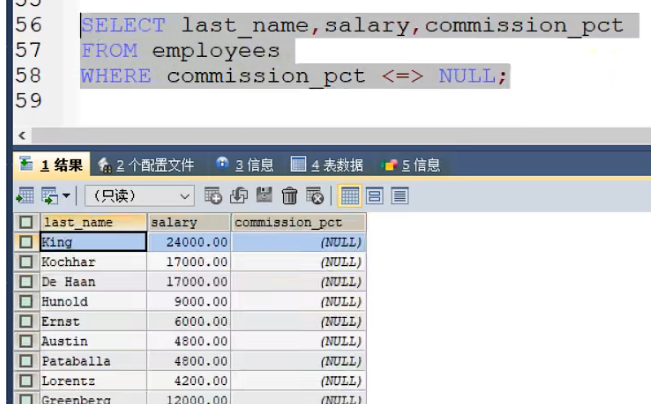 56 SELECT last_name,salary,commission_pct
57 FROM employees
58 WHERE commission_pct <=> NULL;
59
1 结果 2 个配置文件 3 信息 4 表数据 5 信息
(只读)
last_name salary commission_pct
King 24000.00 (NULL)
Kochhar 17000.00 (NULL)
De Haan 17000.00 (NULL)
Hunold 9000.00 (NULL)
Ernst 6000.00 (NULL)
Austin 4800.00 (NULL)
Pataballa 4800.00 (NULL)
Lorentz 4200.00 (NULL)
Greenberg 12000.00 (NULL)